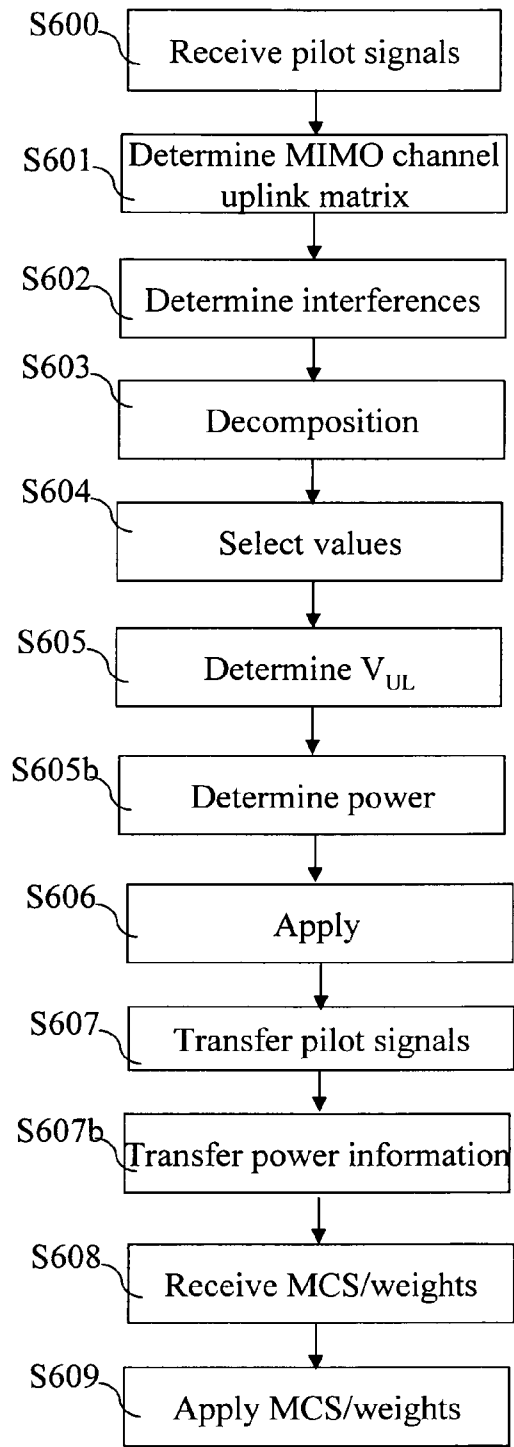 S600
Receive pilot signals
S601
Determine MIMO channel
uplink matrix
S602
Determine interferences
S603
Decomposition
S604
Select values
S605
Determine V_UL
S605b
Determine power
S606
Apply
S607
Transfer pilot signals
S607b
Transfer power information
S608
Receive MCS/weights
S609
Apply MCS/weights